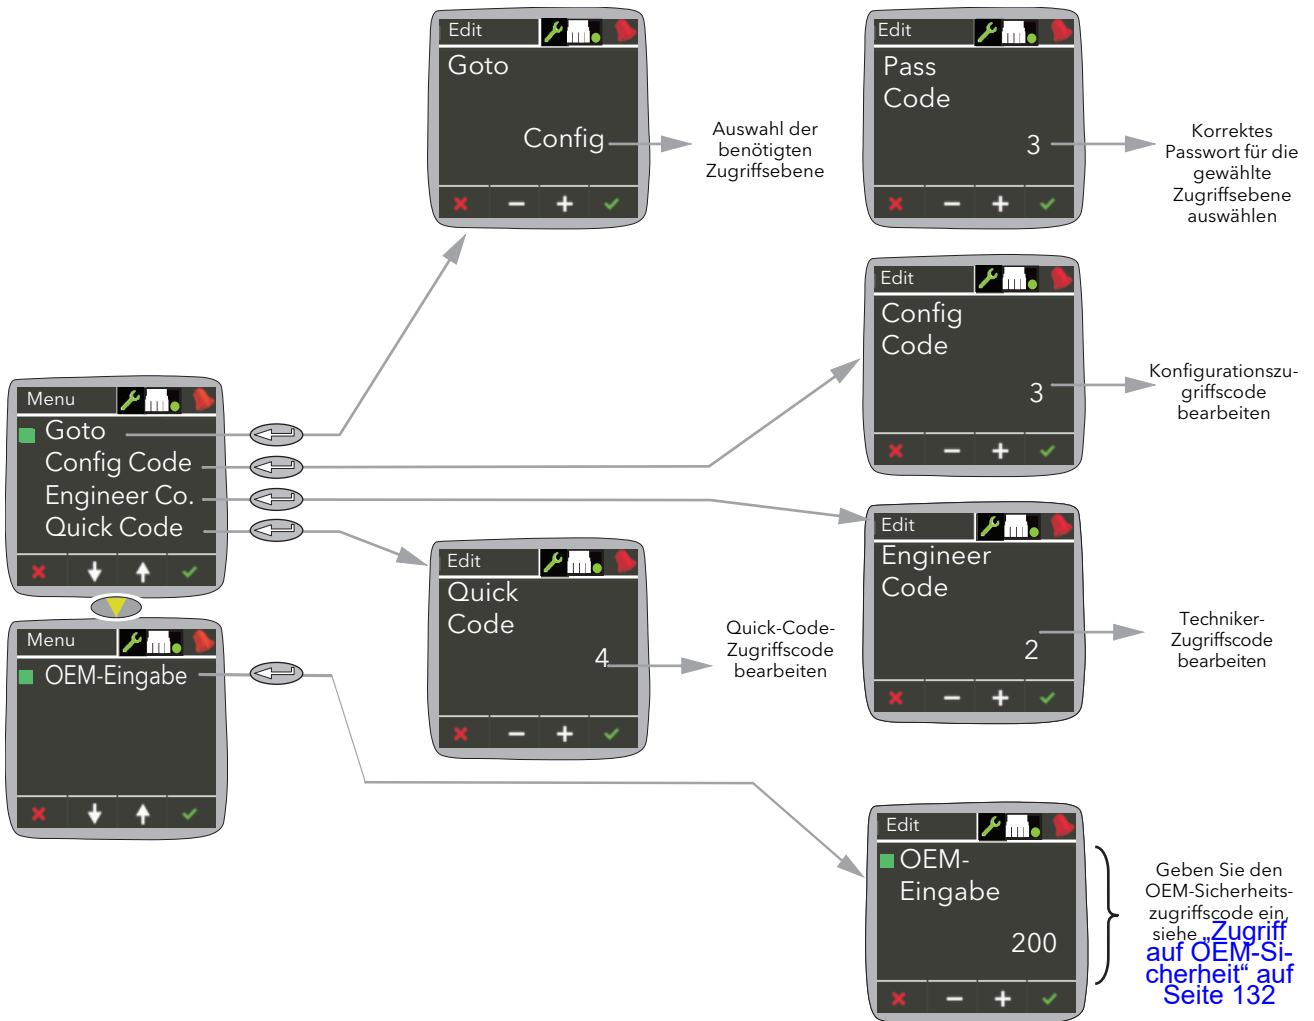 Edit
Goto
Config
Auswahl der
benötigten
Zugriffsebene
Edit
Pass
Code
3
Korrektes
Passwort für die
gewählte
Zugriffsebene
auswählen
Edit
Config
Code
3
Konfigurationszu-
griffscode
bearbeiten
Menu
Goto
Config Code
Engineer Co.
Quick Code
Edit
Engineer
Code
2
Techniker-
Zugriffscode
bearbeiten
Edit
Quick
Code
4
Quick-Code-
Zugriffscode
bearbeiten
Menu
OEM-Eingabe
Edit
OEM-
Eingabe
200
Geben Sie den
OEM-Sicherheits-
zugriffscode ein,
siehe „Zugriff
auf OEM-Si-
cherheit“ auf
Seite 132